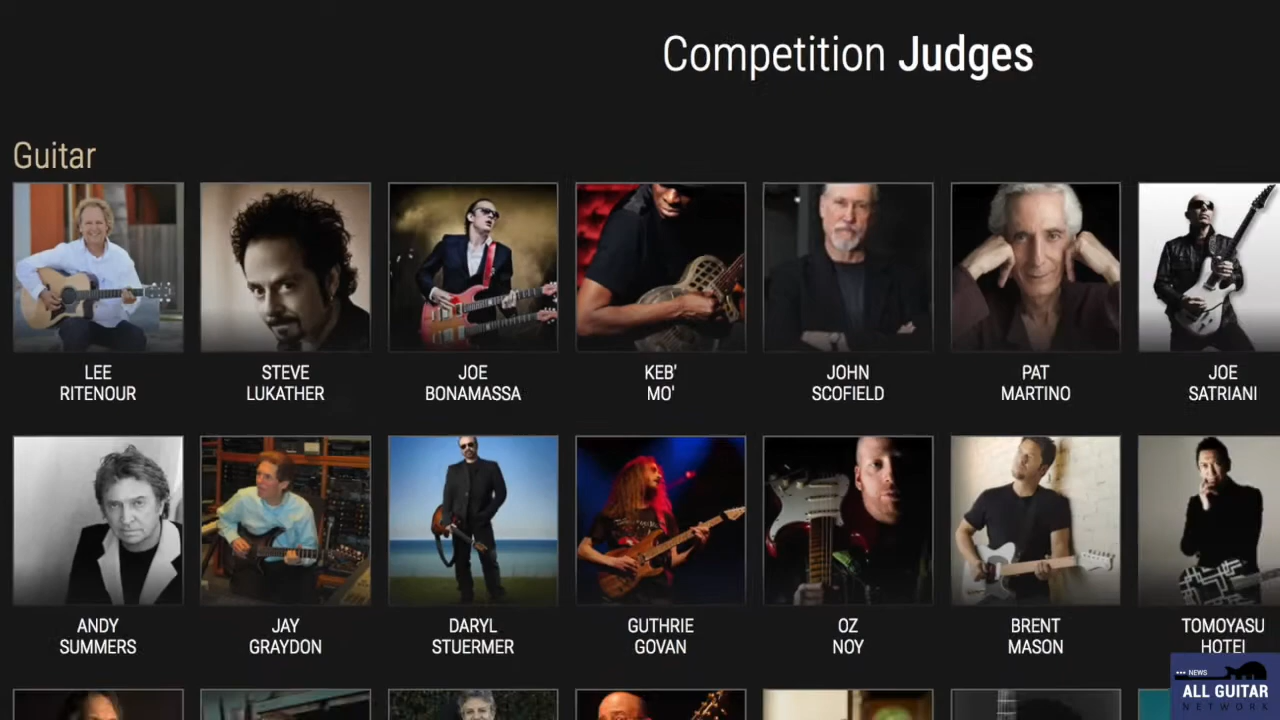 Competition Judges
Guitar
LEE
RITENOUR
STEVE
LUKATHER
JOE
BONAMASSA
KEB'
MO'
JOHN
SCOFIELD
PAT
MARTINO
JOE
SATRIANI
ANDY
SUMMERS
JAY
GRAYDON
DARYL
STUERMER
GUTHRIE
GOVAN
OZ
NOY
BRENT
MASON
TOMOYASU
HOTEI
NEWS
ALL GUITAR
NETWORK